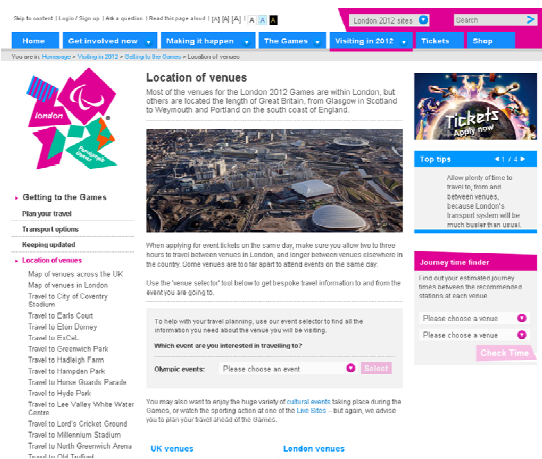 Skip to content | Login / Sign up | Ask a question | Read this page aloud | [A] [A] [A] | A A A
London 2012 sites
Search
Home
Get involved now
Making it happen
The Games
Visiting in 2012
Tickets
Shop
You are in: Homepage > Visiting in 2012 > Getting to the Games > Location of venues
london
Paralympic Games
Getting to the Games
Plan your travel
Transport options
Keeping updated
Location of venues
Map of venues across the UK
Map of venues in London
Travel to City of Coventry
Stadium
Travel to Earls Court
Travel to Eton Dorney
Travel to ExCeL
Travel to Greenwich Park
Travel to Hadleigh Farm
Travel to Hampden Park
Travel to Horse Guards Parade
Travel to Hyde Park
Travel to Lee Valley White Water
Centre
Travel to Lord's Cricket Ground
Travel to Millennium Stadium
Travel to North Greenwich Arena
Travel to Old Trafford
Location of venues
Most of the venues for the London 2012 Games are within London, but
others are located the length of Great Britain, from Glasgow in Scotland
to Weymouth and Portland on the south coast of England.
When applying for event tickets on the same day, make sure you allow two to three
hours to travel between venues in London, and longer between venues elsewhere in
the country. Some venues are too far apart to attend events on the same day.
Use the 'venue selector' tool below to get bespoke travel information to and from the
event you are going to.
To help with your travel planning, use our event selector to find all the
information you need about the venue you will be visiting.
Which event are you interested in travelling to?
Olympic events:
Please choose an event
Select
You may also want to enjoy the huge variety of cultural events taking place during the
Games, or watch the sporting action at one of the Live Sites – but again, we advise
you to plan your travel ahead of the Games.
UK venues
London venues
Tickets
Apply now
Top tips
1 / 4
Allow plenty of time to
travel to, from and
between venues,
because London's
transport system will be
much busier than usual.
Journey time finder
Find out your estimated journey
times between the recommended
stations at each venue.
Please choose a venue
Please choose a venue
Check Time